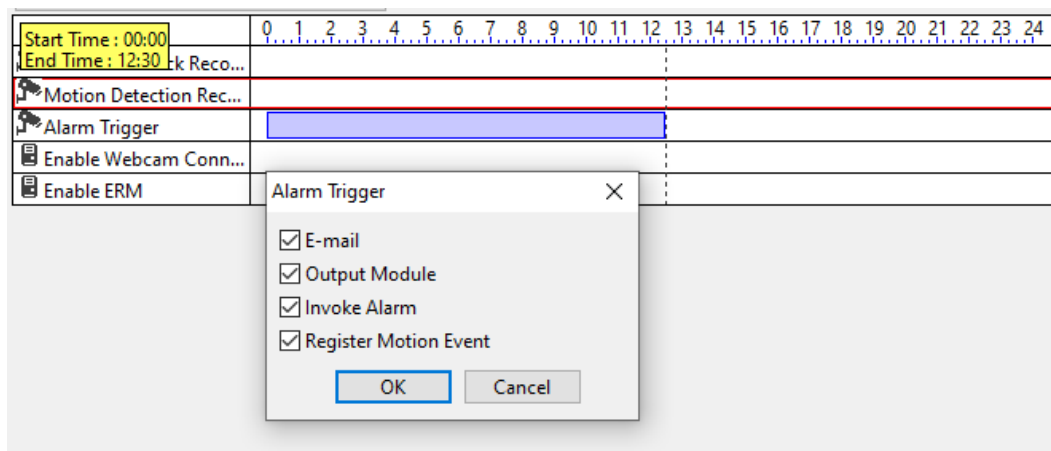 Start Time : 00:00
End Time : 12:30
0 1 2 3 4 5 6 7 8 9 10 11 12 13 14 15 16 17 18 19 20 21 22 23 24
k Reco...
Motion Detection Rec...
Alarm Trigger
Enable Webcam Conn...
Enable ERM
Alarm Trigger
E-mail
Output Module
Invoke Alarm
Register Motion Event
OK Cancel